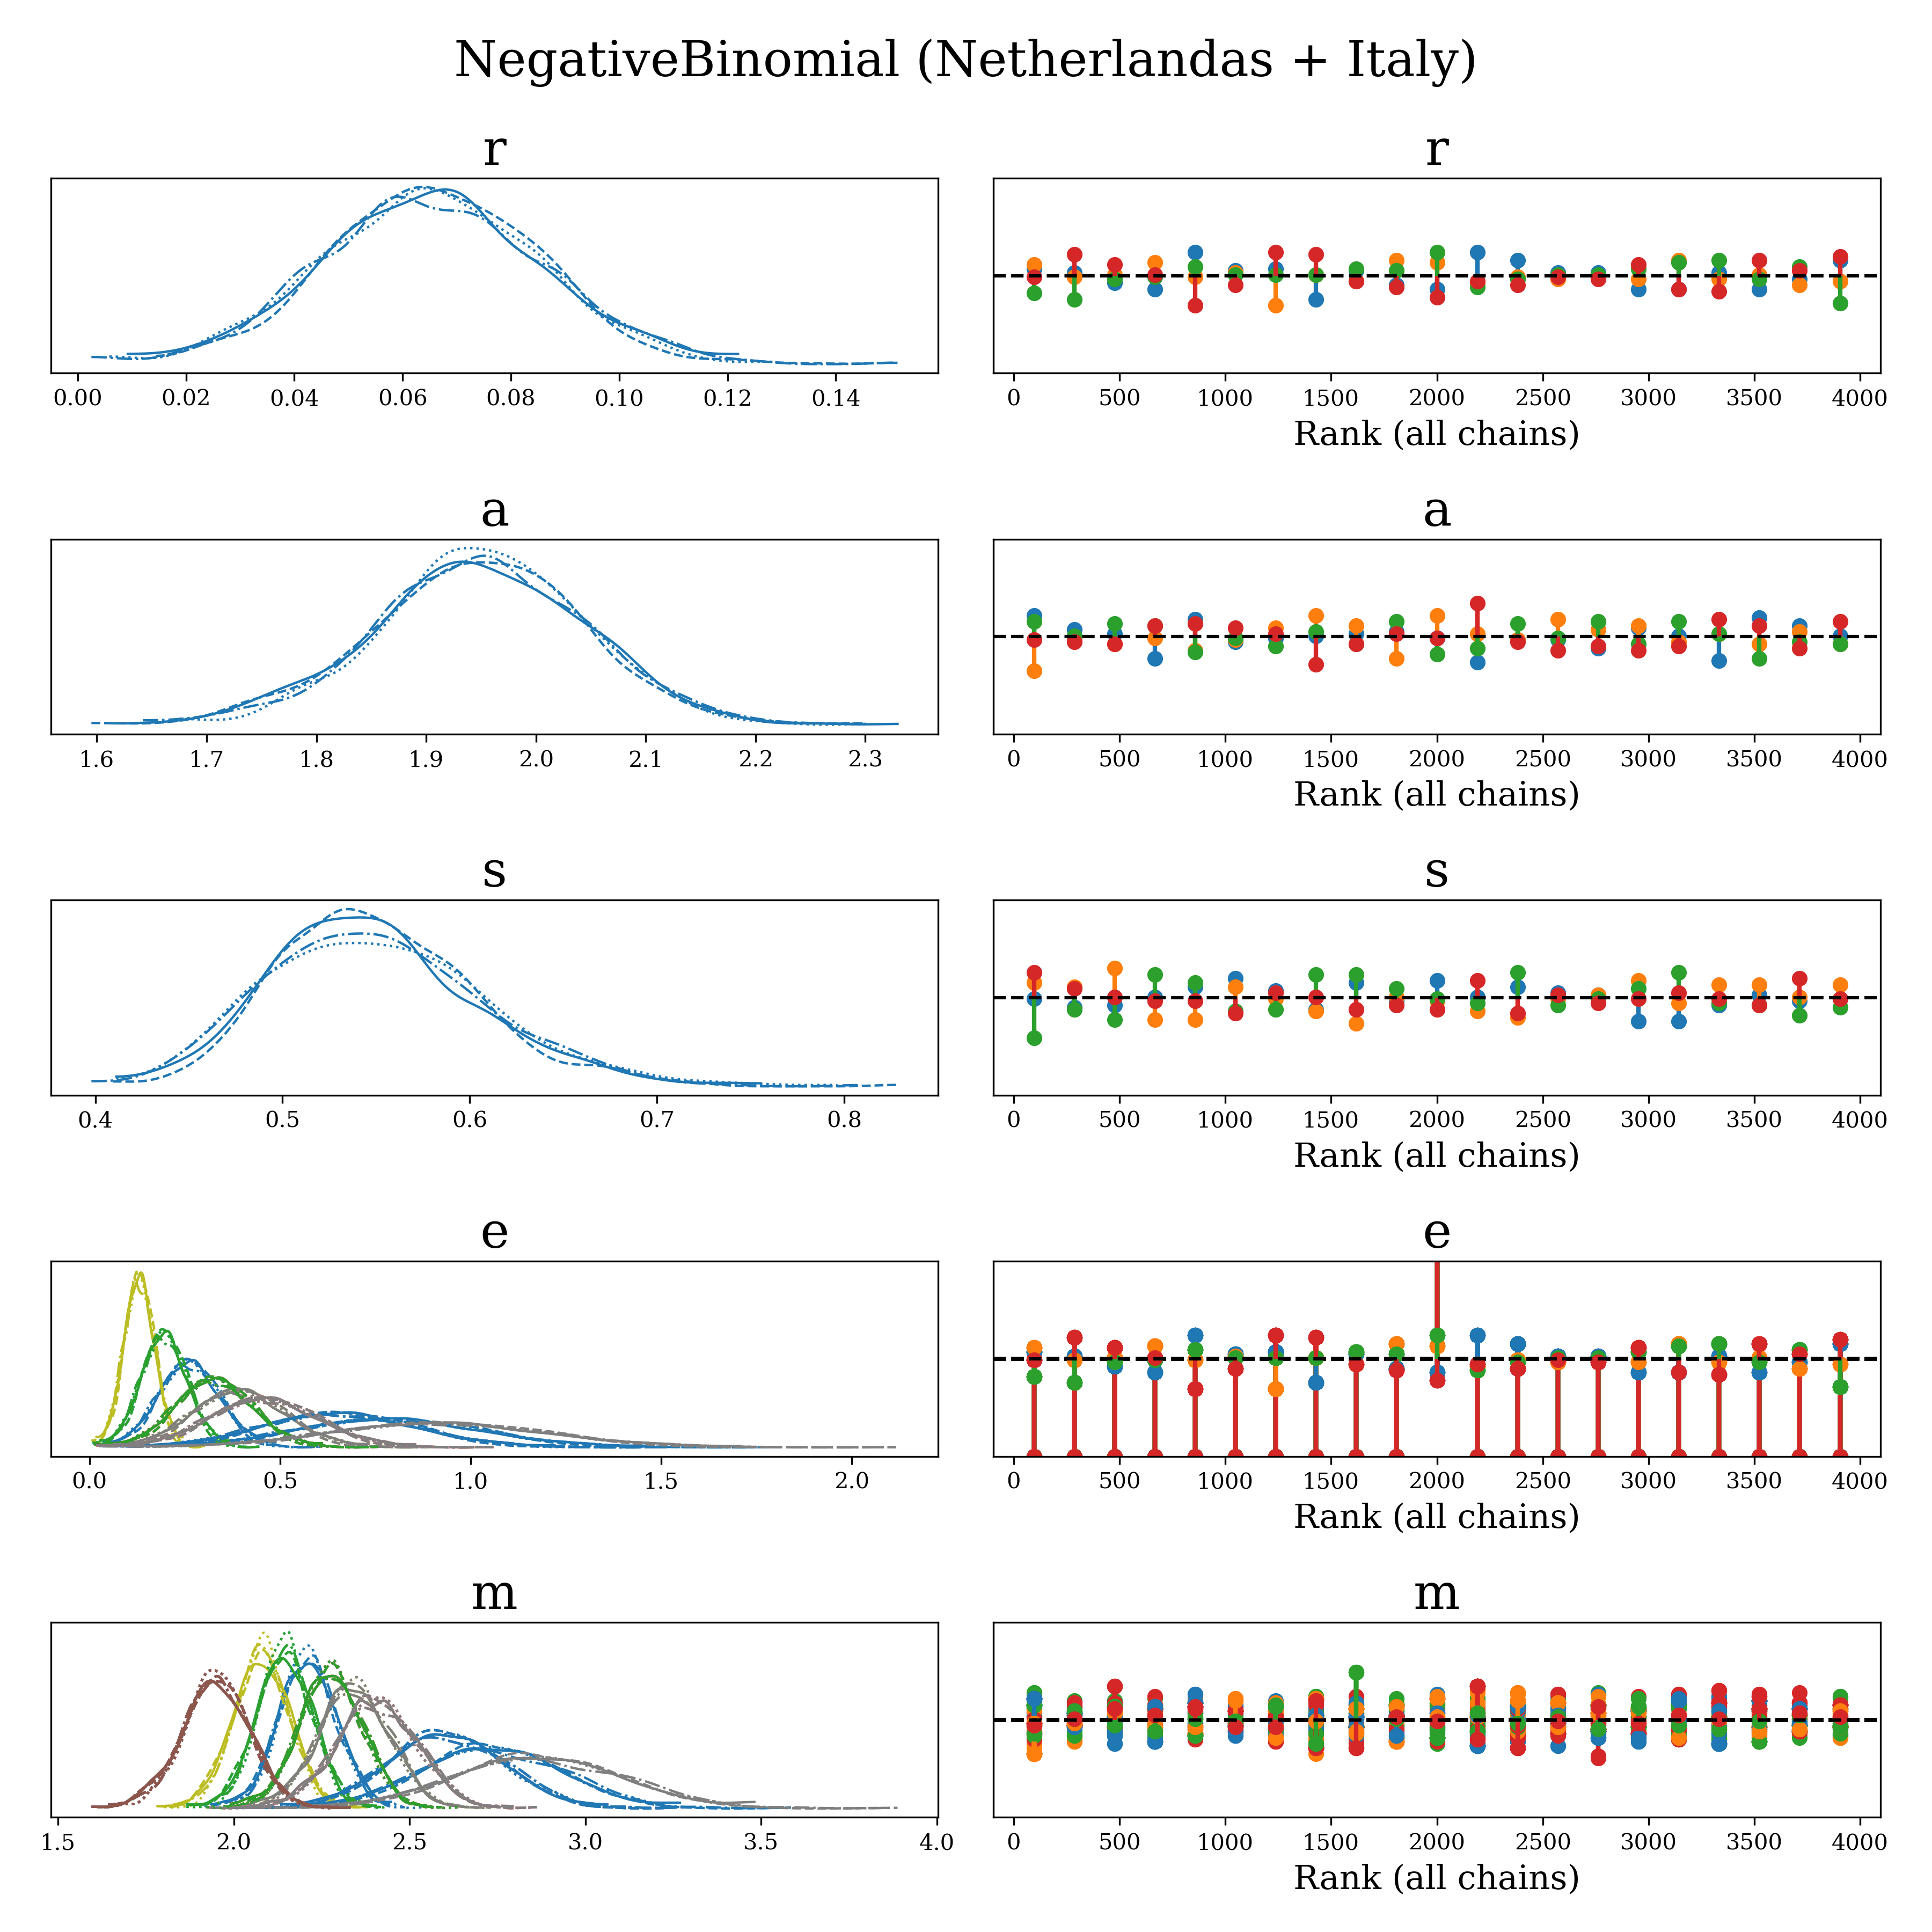 NegativeBinomial (Netherlandas + Italy)
r
r
0.00 0.02 0.04 0.06 0.08 0.10 0.12 0.14
0 500 1000 1500 2000 2500 3000 3500 4000
Rank (all chains)
a
a
1.6 1.7 1.8 1.9 2.0 2.1 2.2 2.3
0 500 1000 1500 2000 2500 3000 3500 4000
Rank (all chains)
s
s
0.4 0.5 0.6 0.7 0.8
0 500 1000 1500 2000 2500 3000 3500 4000
Rank (all chains)
e
e
0.0 0.5 1.0 1.5 2.0
0 500 1000 1500 2000 2500 3000 3500 4000
Rank (all chains)
m
m
1.5 2.0 2.5 3.0 3.5 4.0
0 500 1000 1500 2000 2500 3000 3500 4000
Rank (all chains)